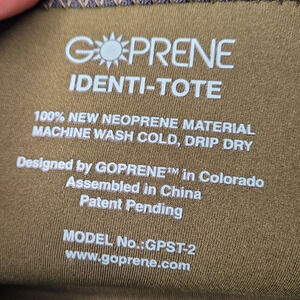 GOPRENE
IDENTI-TOTE
100% NEW NEOPRENE MATERIAL
MACHINE WASH COLD, DRIP DRY
Designed by GOPRENE™ in Colorado
Assembled in China
Patent Pending
MODEL No.:GPST-2
www.goprene.com